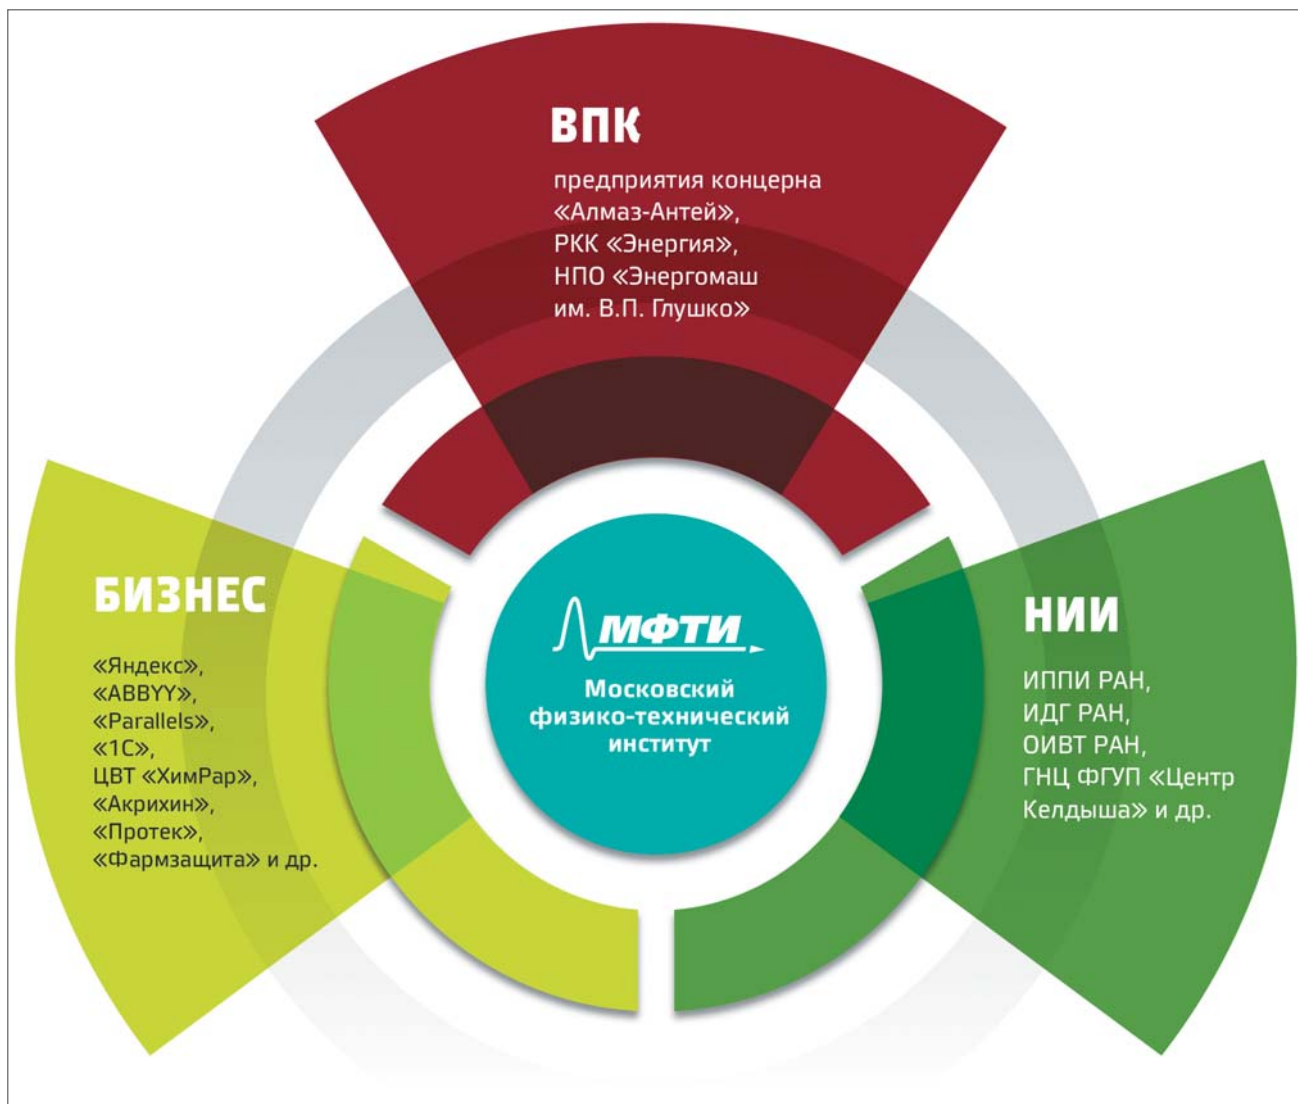 ВПК
предприятия концерна
«Алмаз-Антей»,
РКК «Энергия»,
НПО «Энергомаш
им. В.П. Глушко»
БИЗНЕС
«Яндекс»,
«ABBYY»,
«Parallels»,
«1С»,
ЦВТ «ХимРар»,
«Акрихин»,
«Протек»,
«Фармзащита» и др.
МФТИ
Московский
физико-технический
институт
НИИ
ИППИ РАН,
ИДГ РАН,
ОИВТ РАН,
ГНЦ ФГУП «Центр
Келдыша» и др.